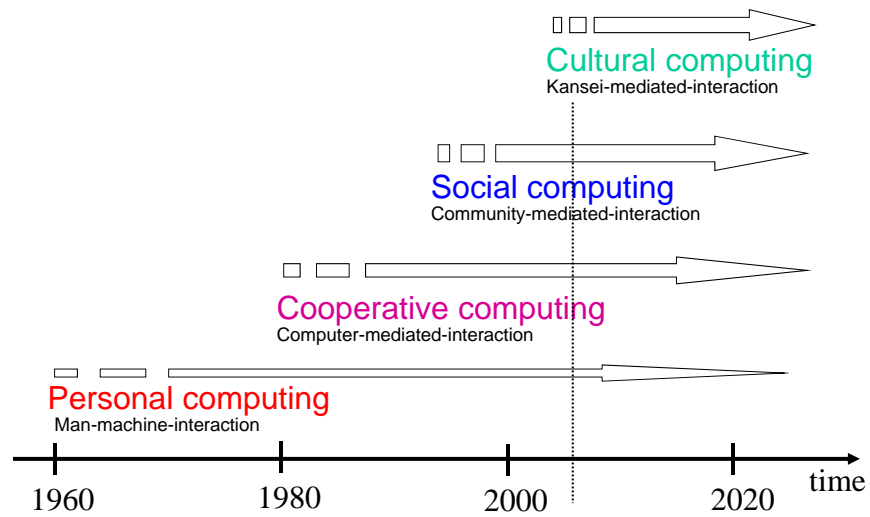 Cultural computing
Kansei-mediated-interaction
Social computing
Community-mediated-interaction
Cooperative computing
Computer-mediated-interaction
Personal computing
Man-machine-interaction
time
1960 1980 2000 2020